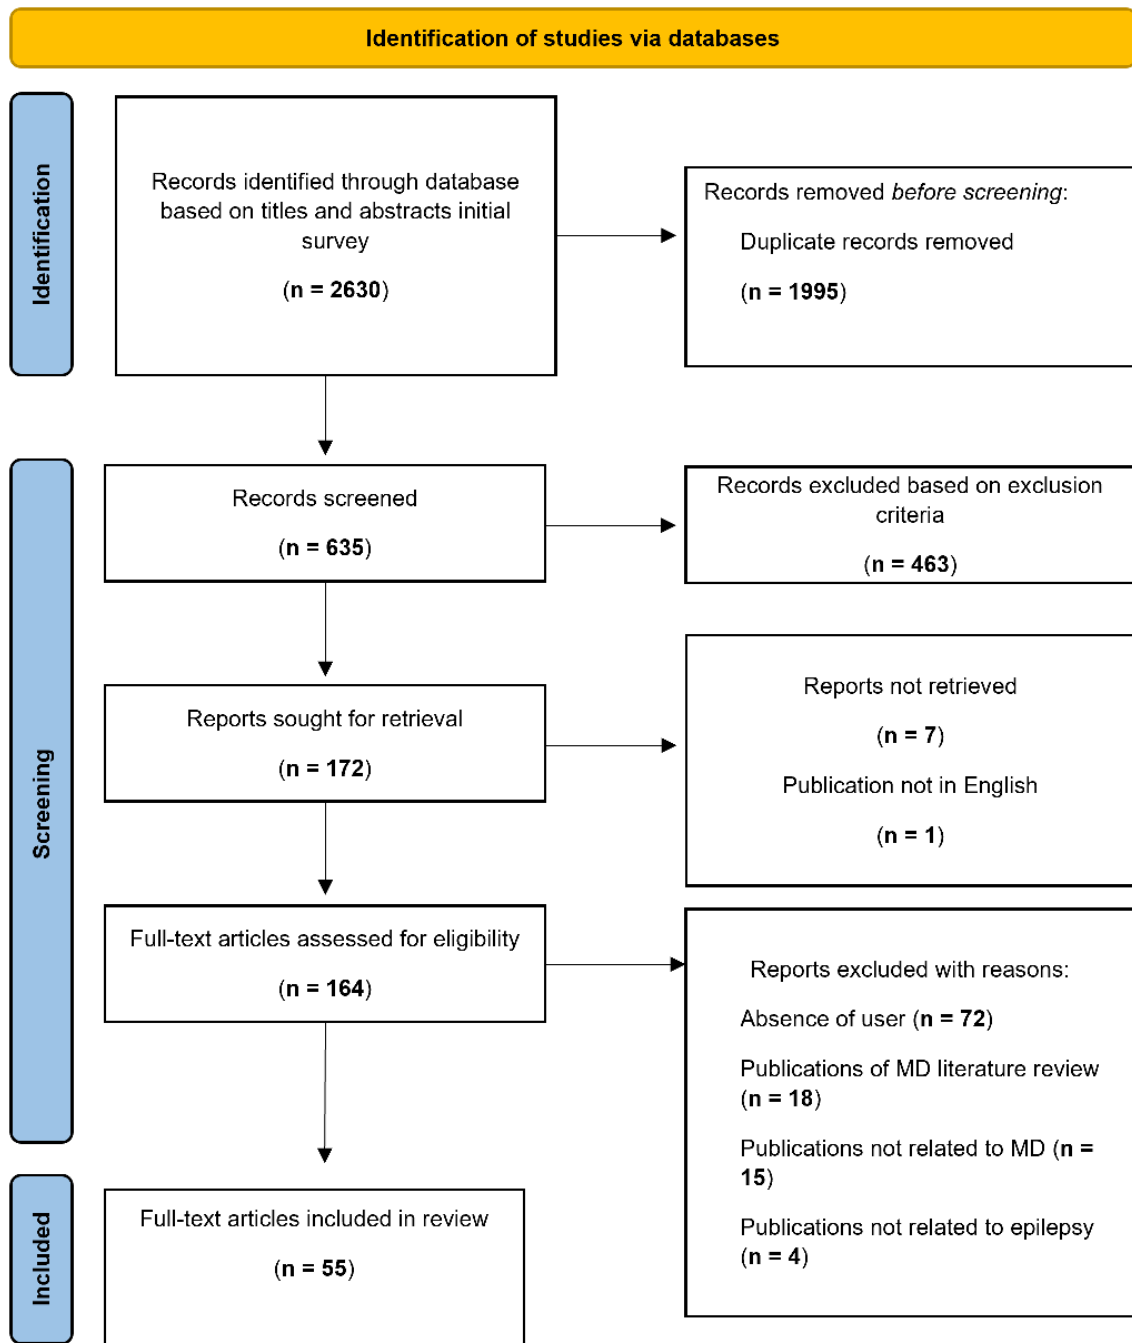 Identification of studies via databases
Identification
Records identified through database
based on titles and abstracts initial
survey
(n = 2630)
Records removed before screening:
Duplicate records removed
(n = 1995)
Screening
Records screened
(n = 635)
Records excluded based on exclusion
criteria
(n = 463)
Reports sought for retrieval
(n = 172)
Reports not retrieved
(n = 7)
Publication not in English
(n = 1)
Full-text articles assessed for eligibility
(n = 164)
Reports excluded with reasons:
Absence of user (n = 72)
Publications of MD literature review
(n = 18)
Publications not related to MD (n =
15)
Publications not related to epilepsy
(n = 4)
Included
Full-text articles included in review
(n = 55)